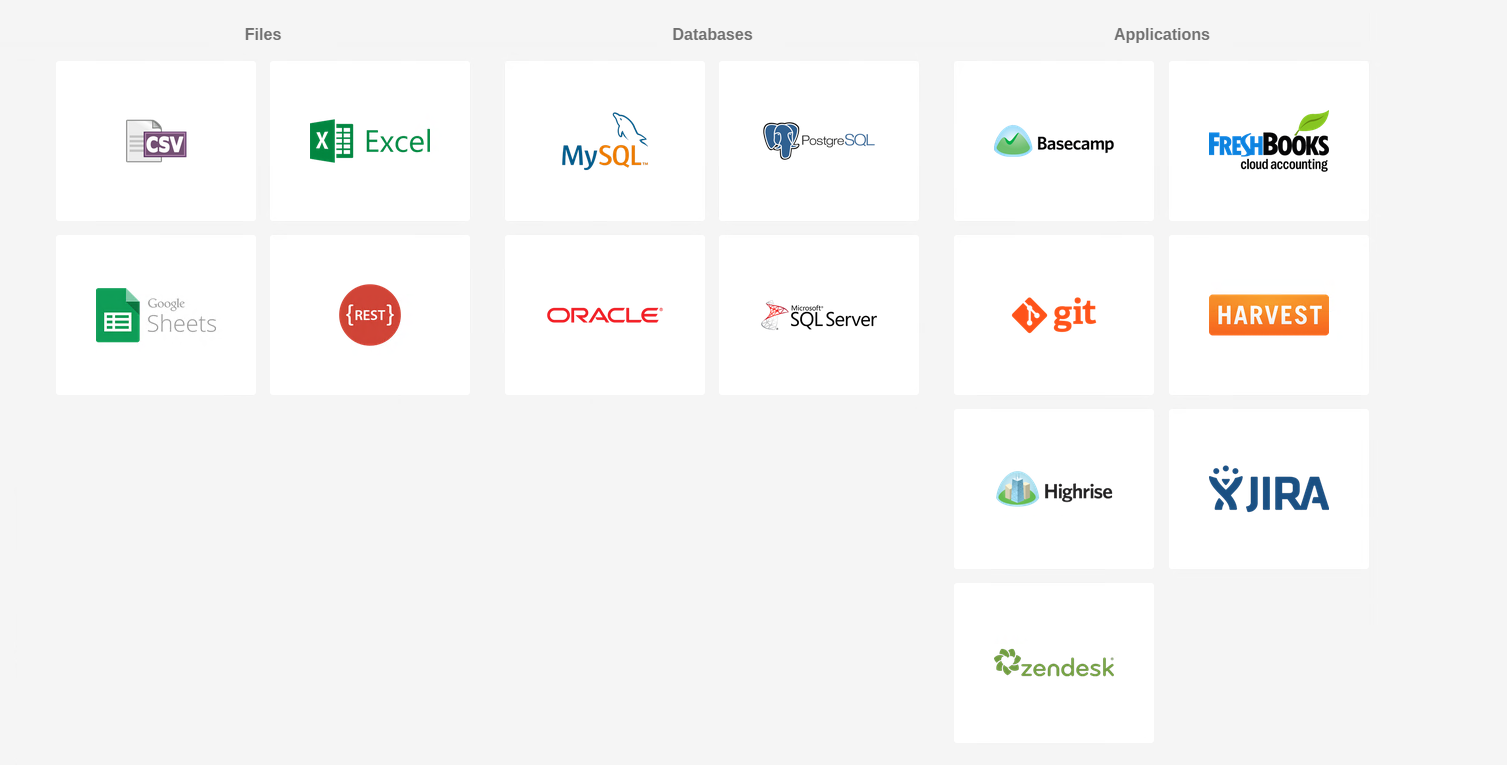 Files
Databases
Applications
CSV
Excel
MySQL™
PostgreSQL
Basecamp
FRESHBOOKS
cloud accounting
Google
Sheets
{REST}
ORACLE®
Microsoft®
SQL Server
git
HARVEST
Highrise
JIRA
zendesk